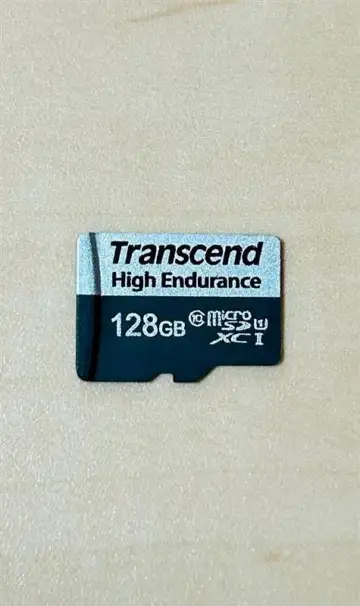 Transcend
High Endurance
128GB ⑩ micro SD XC U1 I